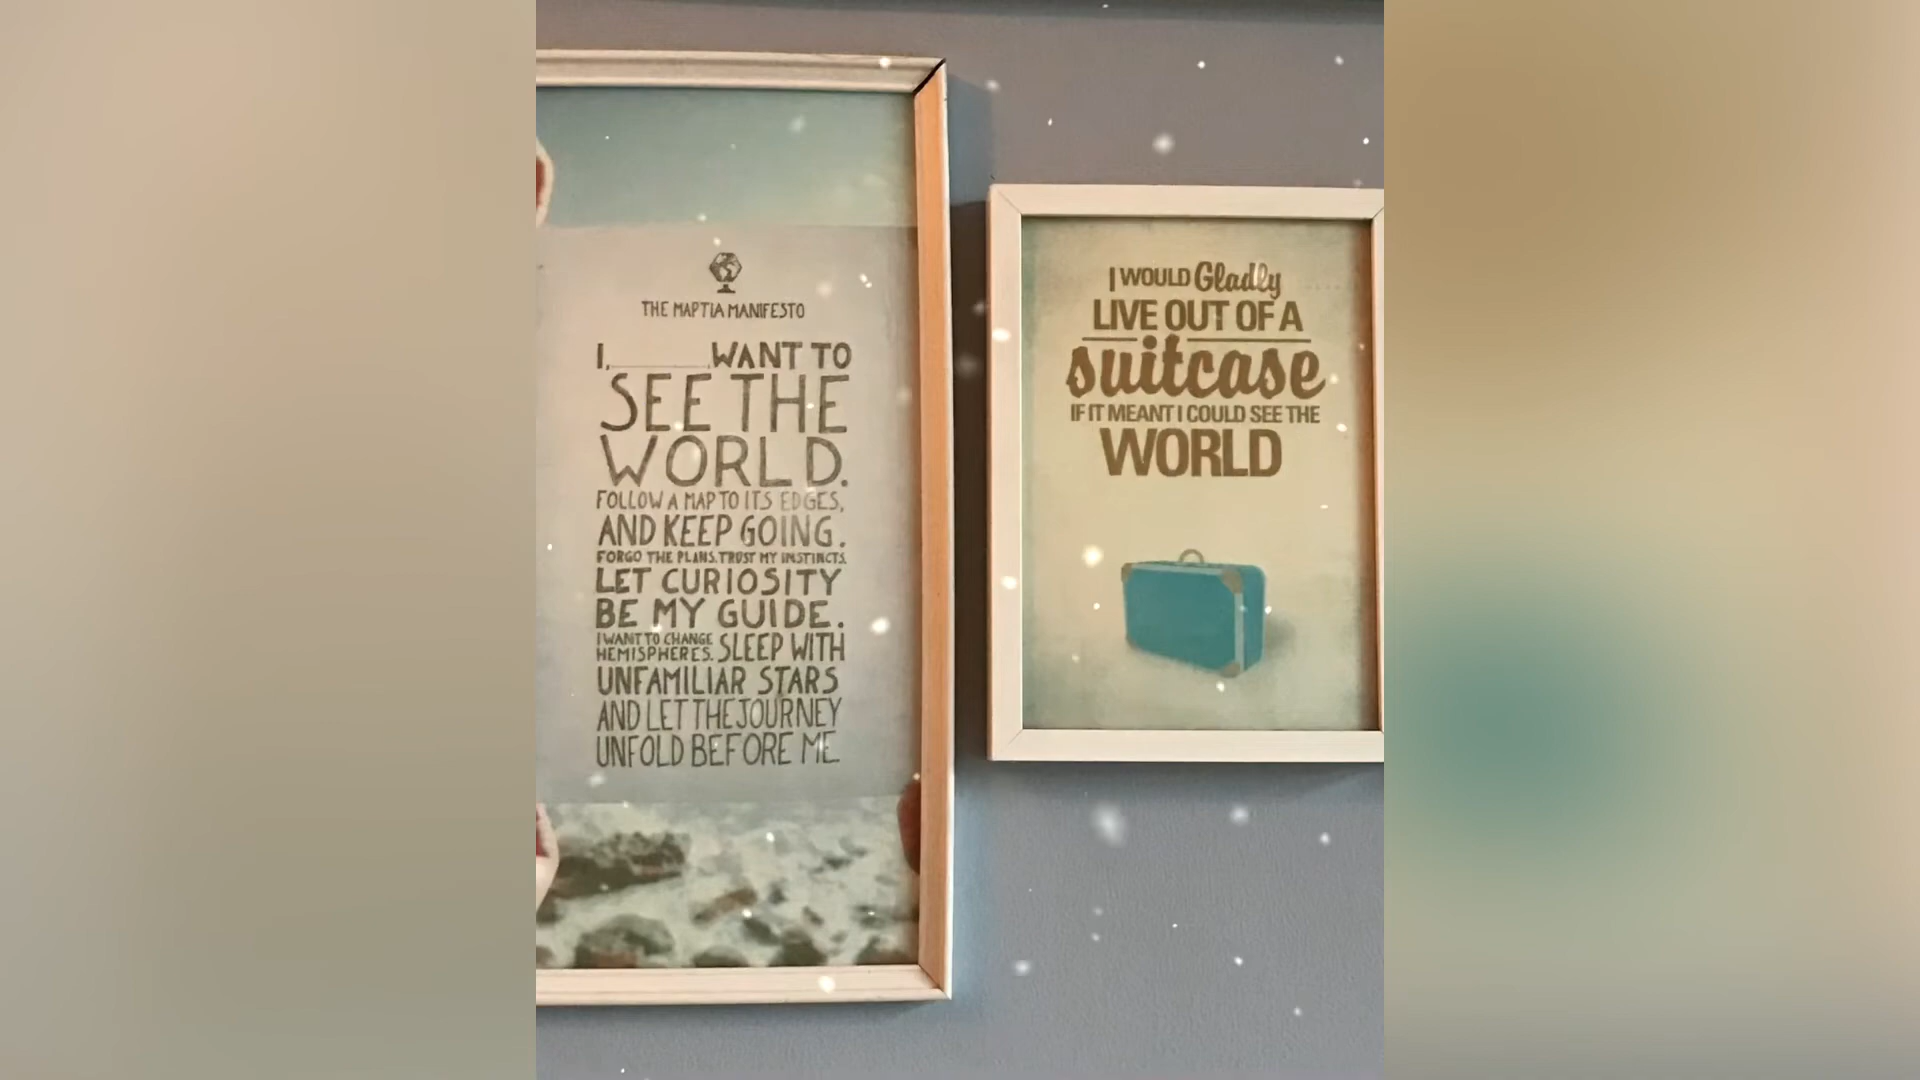 THE MAPTIA MANIFESTO
I,_______WANT TO
SEE THE
WORLD.
FOLLOW A MAP TO ITS EDGES,
AND KEEP GOING.
FORGO THE PLANS. TRUST MY INSTINCTS.
LET CURIOSITY
BE MY GUIDE.
I WANT TO CHANGE
HEMISPHERES. SLEEP WITH
UNFAMILIAR STARS
AND LET THE JOURNEY
UNFOLD BEFORE ME.
I WOULD Gladly
LIVE OUT OF A
suitcase
IF IT MEANT I COULD SEE THE
WORLD